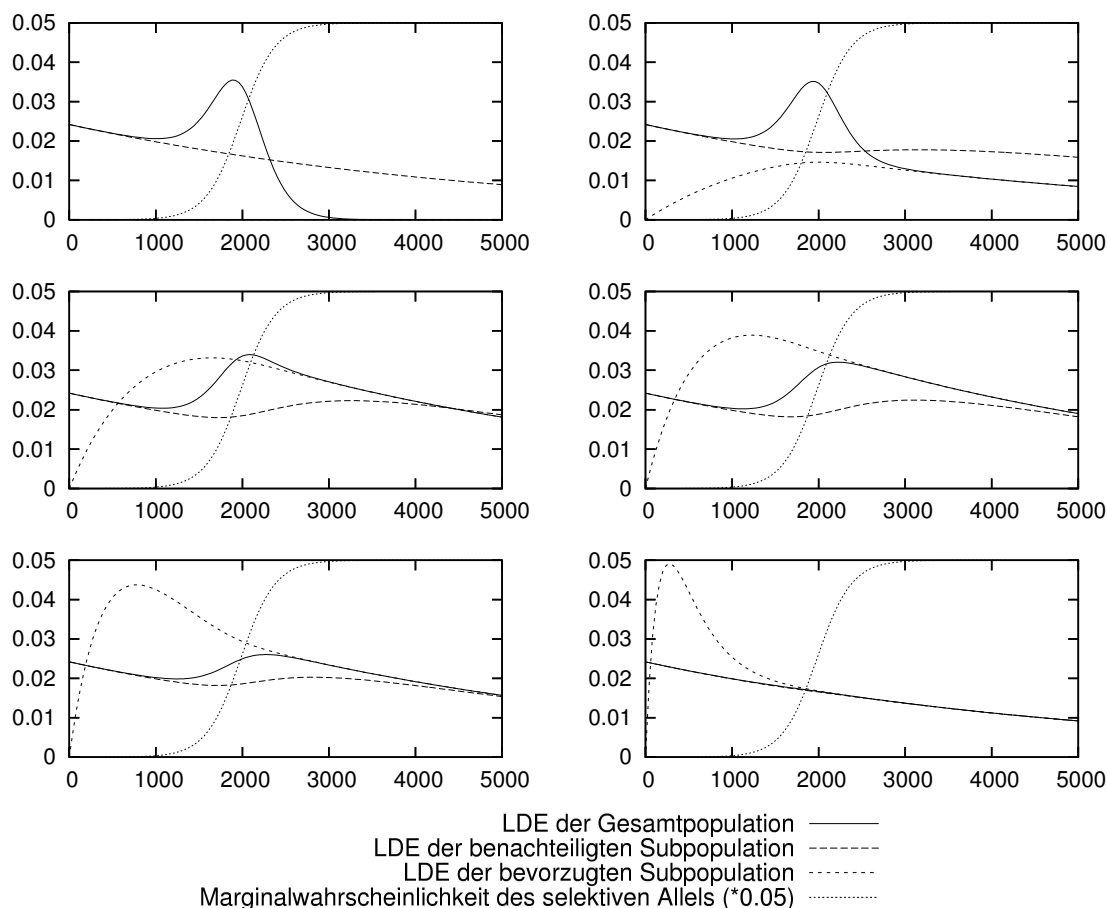 0.05 0.05
0.04 0.04
0.03 0.03
0.02 0.02
0.01 0.01
0 0
0 1000 2000 3000 4000 5000 0 1000 2000 3000 4000 5000
0.05 0.05
0.04 0.04
0.03 0.03
0.02 0.02
0.01 0.01
0 0
0 1000 2000 3000 4000 5000 0 1000 2000 3000 4000 5000
0.05 0.05
0.04 0.04
0.03 0.03
0.02 0.02
0.01 0.01
0 0
0 1000 2000 3000 4000 5000 0 1000 2000 3000 4000 5000
LDE der Gesamtpopulation
LDE der benachteiligten Subpopulation
LDE der bevorzugten Subpopulation
Marginalwahrscheinlichkeit des selektiven Allels (*0.05)